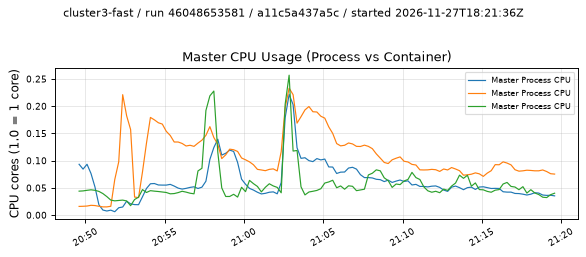 cluster3-fast / run 46048653581 / a11c5a437a5c / started 2026-11-27T18:21:36Z
Master CPU Usage (Process vs Container)
CPU cores (1.0 = 1 core)
0.25
0.20
0.15
0.10
0.05
0.00
Master Process CPU
Master Process CPU
Master Process CPU
20:50
20:55
21:00
21:05
21:10
21:15
21:20